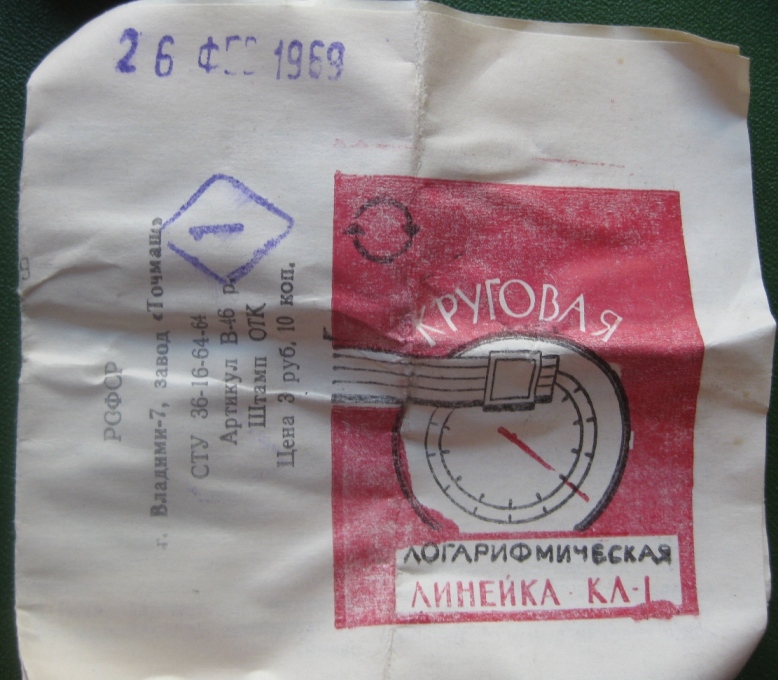 26 ФЕВ 1969
1
РСФСР
г. Владими-7, завод «Точмаш»
СТУ 36-16-64-64
Артикул В-46 р.
Штамп ОТК
Цена 3 руб. 10 коп.
КРУГОВАЯ
ЛОГАРИФМИЧЕСКАЯ
ЛИНЕЙКА - КЛ-1